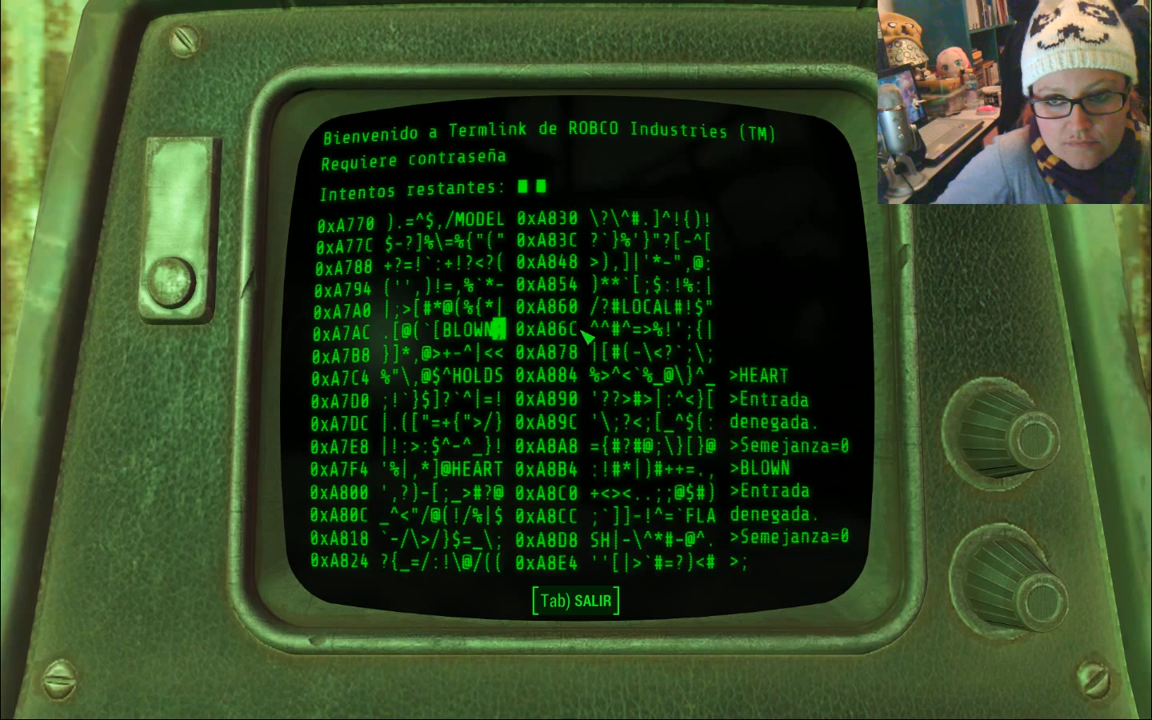 Bienvenido a Termlink de ROBCO Industries (TM)
Requiere contraseña
Intentos restantes: ■ ■
0xA770 ).=^$,/MODEL 0xA830 \?\^#.]^!{)!
0xA77C $-?]%\=%{"(" 0xA83C ?`}%'}"?[-^[
0xA788 +?=!`:+!?<?( 0xA848 >),]|'*-",@:
0xA794 ('',)!=,%`*- 0xA854 )**`[;$:!%:|
0xA7A0 |;>[#*@(%{*| 0xA860 /?#LOCAL#!$"
0xA7AC .[@(`[BLOWN 0xA86C ^^#^=>%!';{|
0xA7B8 }]*,@>+-^|<< 0xA878 |[#(-\<?`;\;
0xA7C4 %"\,@$^HOLDS 0xA884 %>^<`%_@\}^_ >HEART
0xA7D0 ;!`}$]?`^|=! 0xA890 '??>#>|:^<}[ >Entrada
0xA7DC |.(["=+{">/} 0xA89C '\;?<;[_^$(: denegada.
0xA7E8 |!:>:$^-^_}! 0xA8A8 ={#?#@;\}[}@ >Semejanza=0
0xA7F4 '%|,*]@HEART 0xA8B4 :!#*|)#++=., >BLOWN
0xA800 ',?)-[;_>#?@ 0xA8C0 +<><..;;@$#) >Entrada
0xA80C _^<"/@(!/%|$ 0xA8CC ;`]]-!^=`FLA denegada.
0xA818 `-/\>/}$=_\; 0xA8D8 SH|-\^*#-@^. >Semejanza=0
0xA824 ?{_=/:!\@/(( 0xA8E4 ''[|>`#=?}<# >;
[Tab) SALIR]